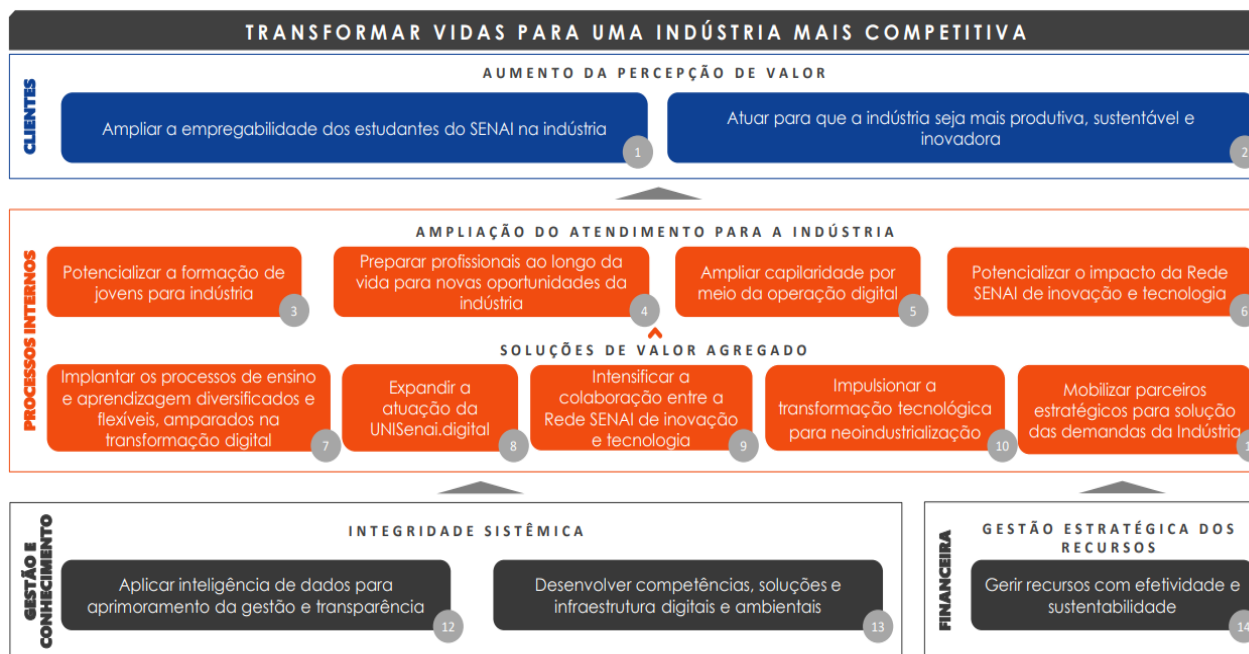 TRANSFORMAR VIDAS PARA UMA INDÚSTRIA MAIS COMPETITIVA
CLIENTES
AUMENTO DA PERCEPÇÃO DE VALOR
Ampliar a empregabilidade dos estudantes do SENAI na indústria
1
Atuar para que a indústria seja mais produtiva, sustentável e
inovadora
2
PROCESSOS INTERNOS
AMPLIAÇÃO DO ATENDIMENTO PARA A INDÚSTRIA
Potencializar a formação de
jovens para indústria
3
Preparar profissionais ao longo da
vida para novas oportunidades da
indústria
4
Ampliar capilaridade por
meio da operação digital
5
Potencializar o impacto da Rede
SENAI de inovação e tecnologia
6
SOLUÇÕES DE VALOR AGREGADO
Implantar os processos de ensino
e aprendizagem diversificados e
flexíveis, amparados na
transformação digital
7
Expandir a
atuação da
UNISenai.digital
8
Intensificar a
colaboração entre a
Rede SENAI de inovação
e tecnologia
9
Impulsionar a
transformação tecnológica
para neoindustrialização
10
Mobilizar parceiros
estratégicos para solução
das demandas da Indústria
1
GESTÃO E
CONHECIMENTO
INTEGRIDADE SISTÊMICA
Aplicar inteligência de dados para
aprimoramento da gestão e transparência
12
Desenvolver competências, soluções e
infraestrutura digitais e ambientais
13
FINANCEIRA
GESTÃO ESTRATÉGICA DOS
RECURSOS
Gerir recursos com efetividade e
sustentabilidade
14